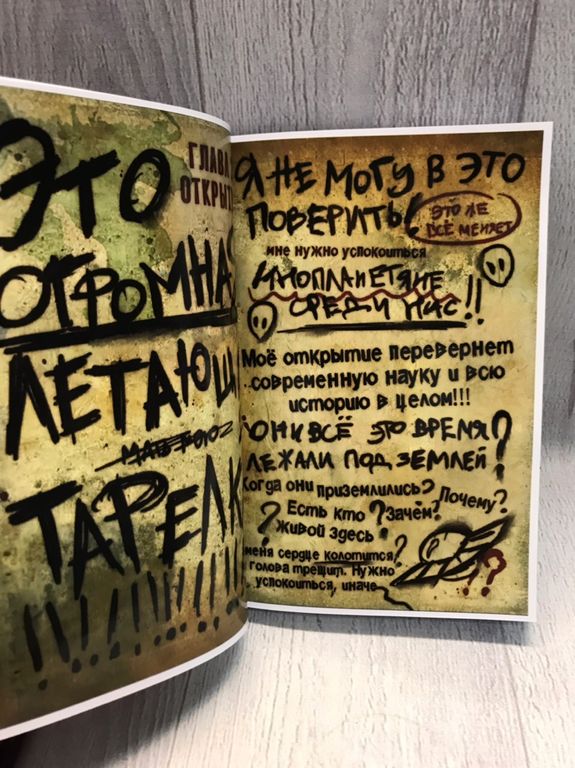 ЭТО
ГЛАВА
ОТКРЫТ
ОГРОМНАЯ
ЛЕТАЮЩ
ТАРЕЛК
!!!!!!!!!
Я НЕ МОГУ В ЭТО
ПОВЕРИТЬ!
ЭТО ЖЕ
ВСЁ МЕНЯЕТ
мне нужно успокоиться
ИНОПЛАНЕТЯНЕ
СРЕДИ НАС!!
Моё открытие перевернет
современную науку и всю
историю в целом!!!
ОНИ ВСЁ ЭТО ВРЕМЯ
ЛЕЖАЛИ ПОД ЗЕМЛЕЙ?
Когда они приземлились?
Почему?
Есть кто
живой здесь?
Зачем?
?
меня сердце колотится,
голова трещит. Нужно
успокоиться, иначе
??